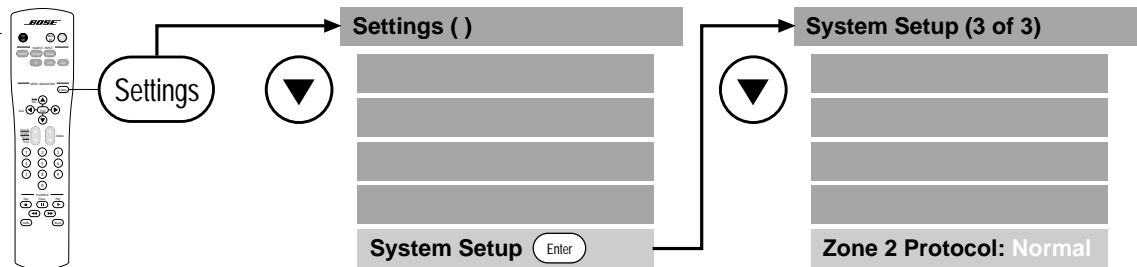 BOSE
Settings
Settings ( )
System Setup Enter
System Setup (3 of 3)
Zone 2 Protocol: Normal